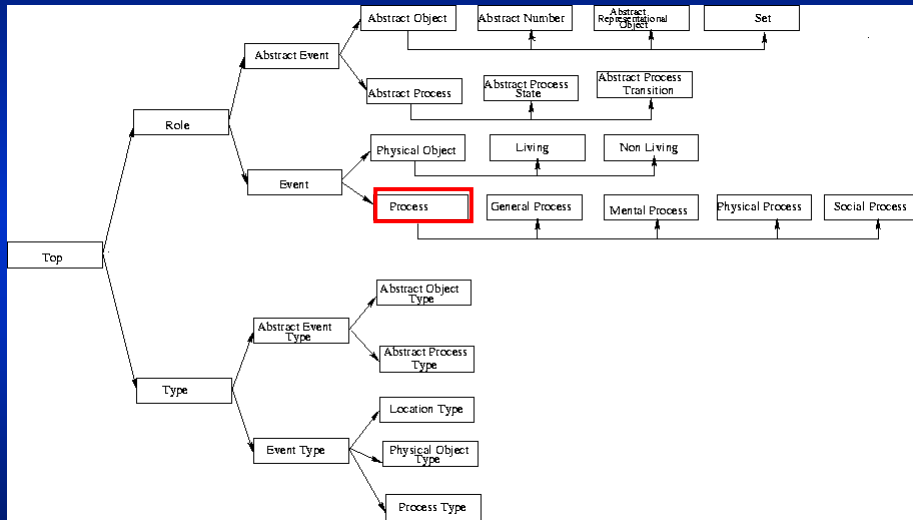 Abstract Object
Abstract Number
Abstract
Representational
Object
Set
Abstract Event
Abstract Process
Abstract Process
State
Abstract Process
Transition
Role
Physical Object
Living
Non Living
Event
Process
General Process
Mental Process
Physical Process
Social Process
Top
Abstract Object
Type
Abstract Event
Type
Abstract Process
Type
Type
Location Type
Event Type
Physical Object
Type
Process Type